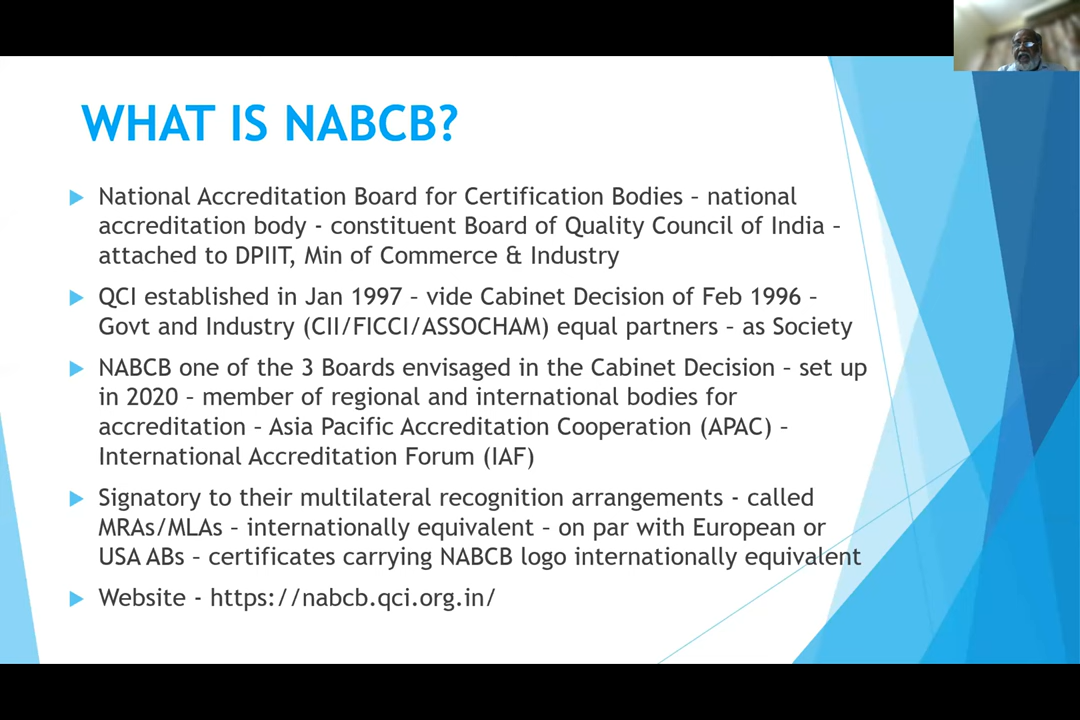 WHAT IS NABCB?
National Accreditation Board for Certification Bodies – national
accreditation body - constituent Board of Quality Council of India –
attached to DPIIT, Min of Commerce & Industry
QCI established in Jan 1997 – vide Cabinet Decision of Feb 1996 –
Govt and Industry (CII/FICCI/ASSOCHAM) equal partners – as Society
NABCB one of the 3 Boards envisaged in the Cabinet Decision – set up
in 2020 – member of regional and international bodies for
accreditation – Asia Pacific Accreditation Cooperation (APAC) –
International Accreditation Forum (IAF)
Signatory to their multilateral recognition arrangements - called
MRAs/MLAs – internationally equivalent – on par with European or
USA ABs – certificates carrying NABCB logo internationally equivalent
Website - https://nabcb.qci.org.in/